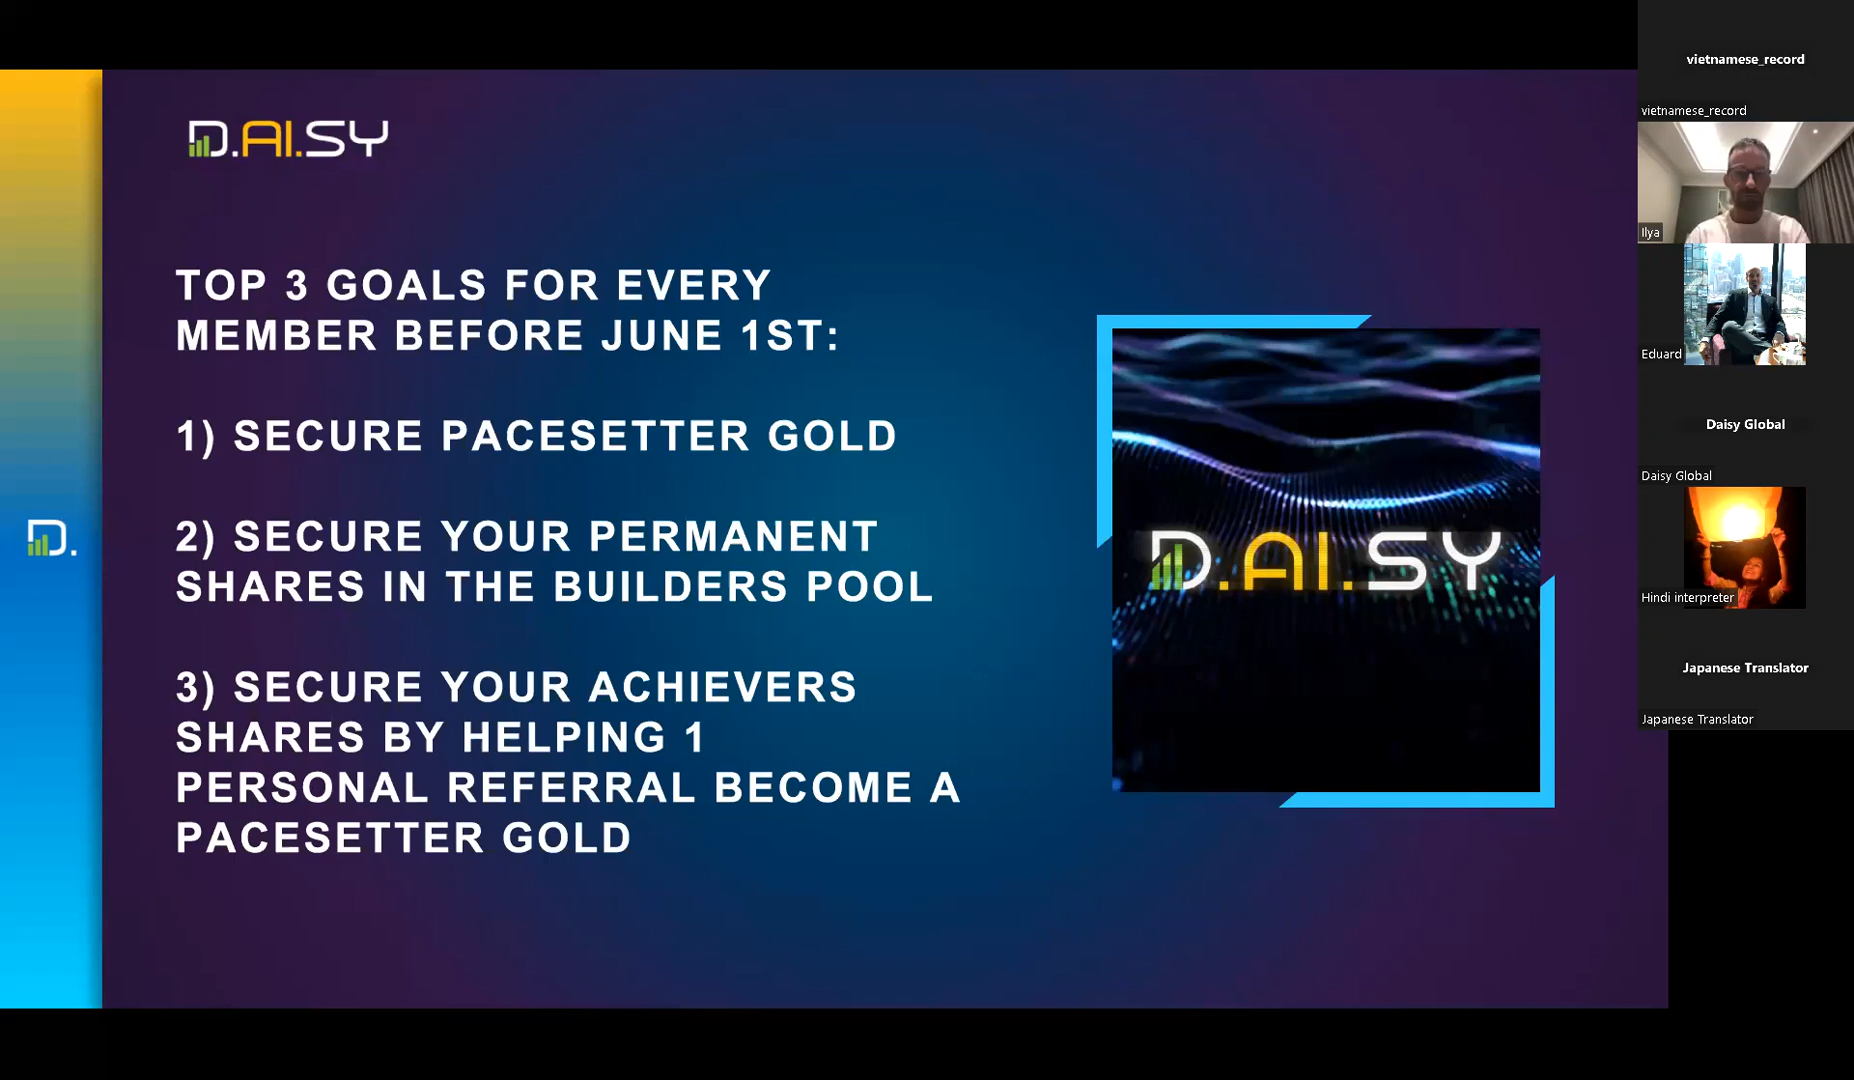 D.AI.SY
TOP 3 GOALS FOR EVERY
MEMBER BEFORE JUNE 1ST:
1) SECURE PACESETTER GOLD
2) SECURE YOUR PERMANENT
SHARES IN THE BUILDERS POOL
3) SECURE YOUR ACHIEVERS
SHARES BY HELPING 1
PERSONAL REFERRAL BECOME A
PACESETTER GOLD
D.
D.AI.SY
vietnamese_record
vietnamese_record
Ilya
Eduard
Daisy Global
Daisy Global
Hindi interpreter
Japanese Translator
Japanese Translator